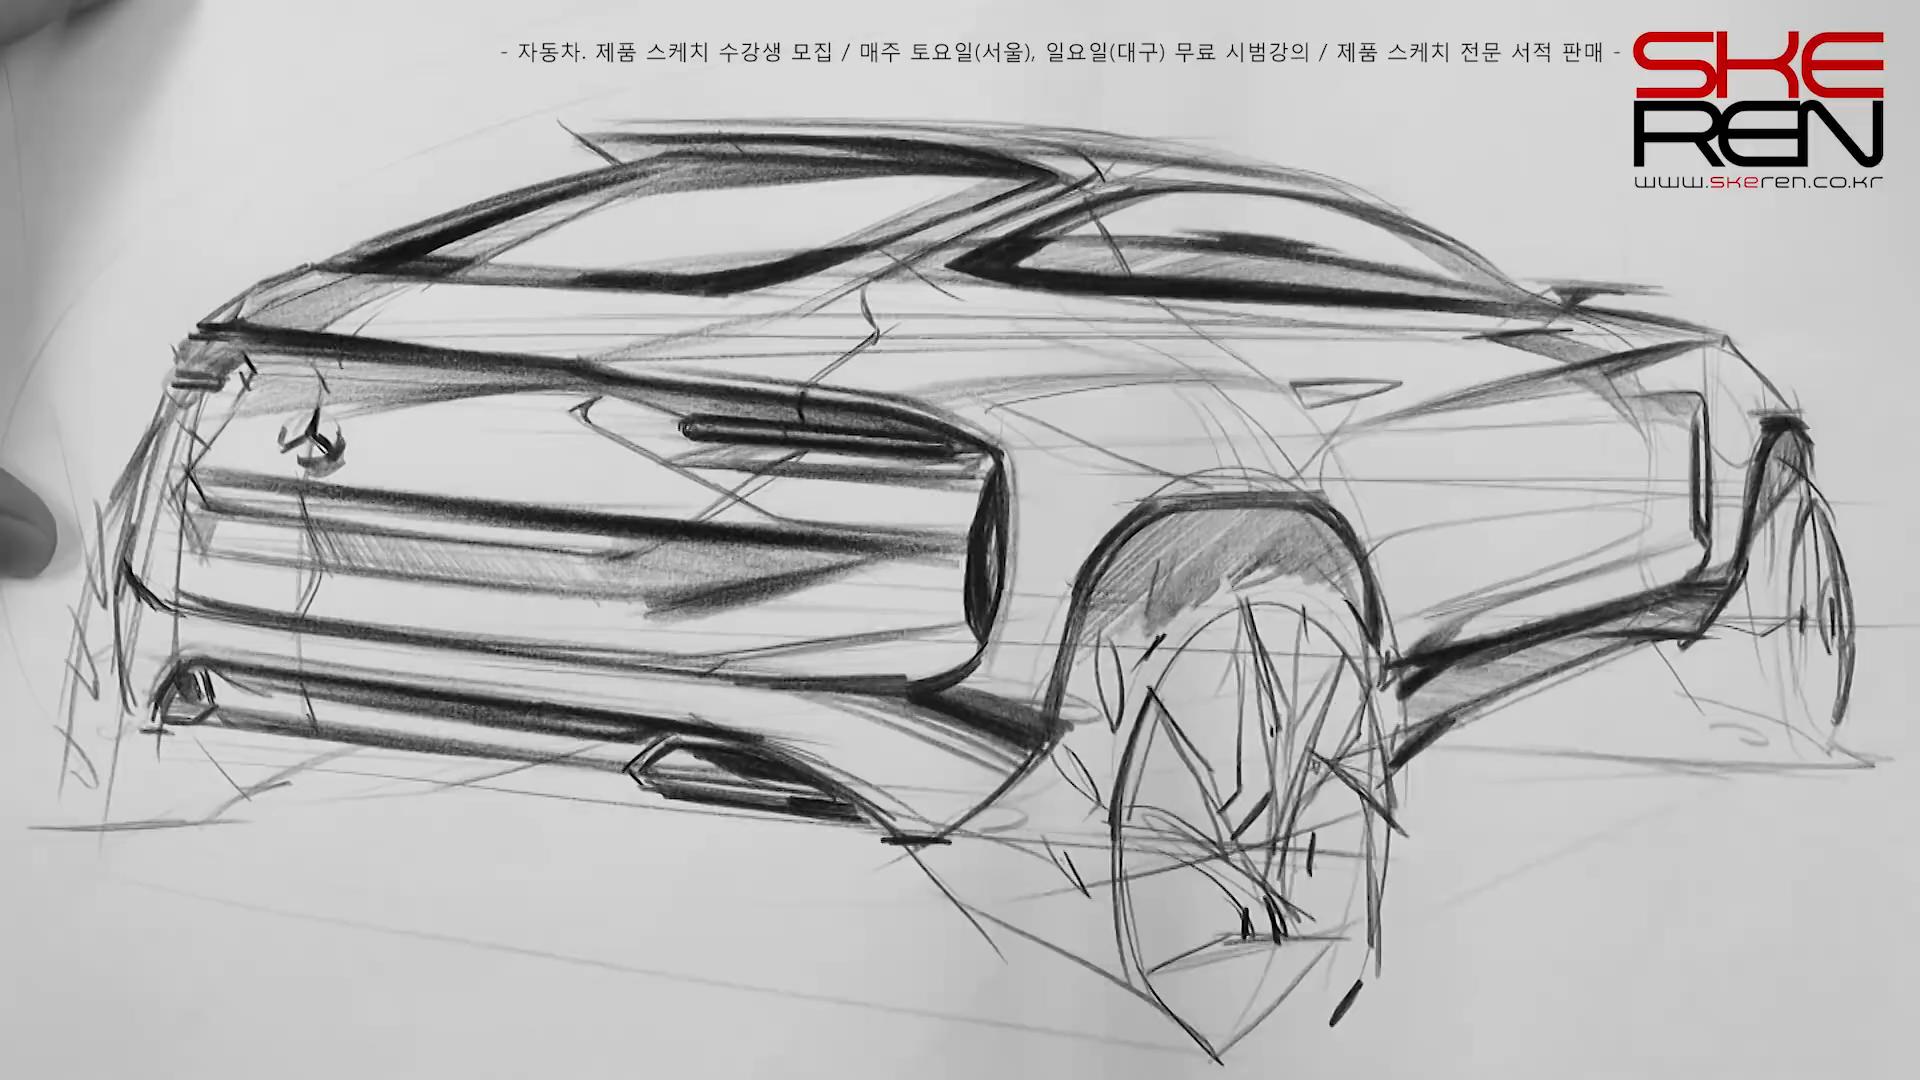 - 자동차. 제품 스케치 수강생 모집 / 매주 토요일(서울), 일요일(대구) 무료 시범강의 / 제품 스케치 전문 서적 판매 -
SKE
REN
www.skeren.co.kr